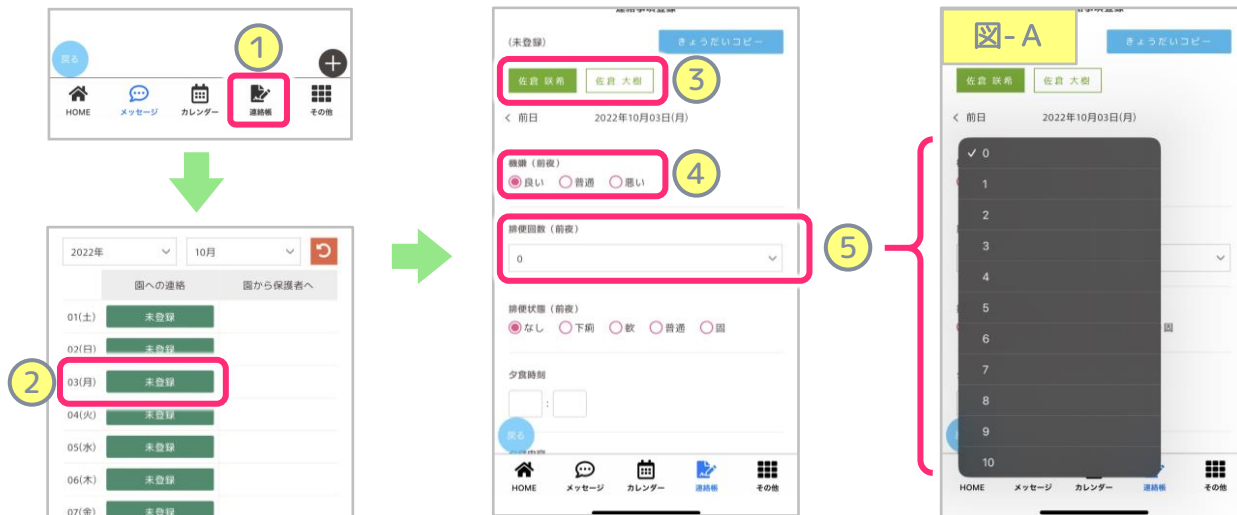 戻る
1
HOME メッセージ カレンダー 連絡帳 その他
2022年 10月
園への連絡 園から保護者へ
01(土) 未登録
02(日) 未登録
2
03(月) 未登録
04(火) 未登録
05(水) 未登録
06(木) 未登録
07(金) 未登録
(未登録) きょうだいコピー
佐倉 咲希 佐倉 大樹
3
< 前日 2022年10月03日(月)
機嫌（前夜）
良い 普通 悪い
4
排便回数（前夜）
0
5
排便状態（前夜）
なし 下痢 軟 普通 固
夕食時刻
:
戻る
HOME メッセージ カレンダー 連絡帳 その他
図-A
きょうだいコピー
佐倉 咲希 佐倉 大樹
< 前日 2022年10月03日(月)
✓ 0
1
2
3
4
5
固
6
7
8
9
10
HOME メッセージ カレンダー 連絡帳 その他